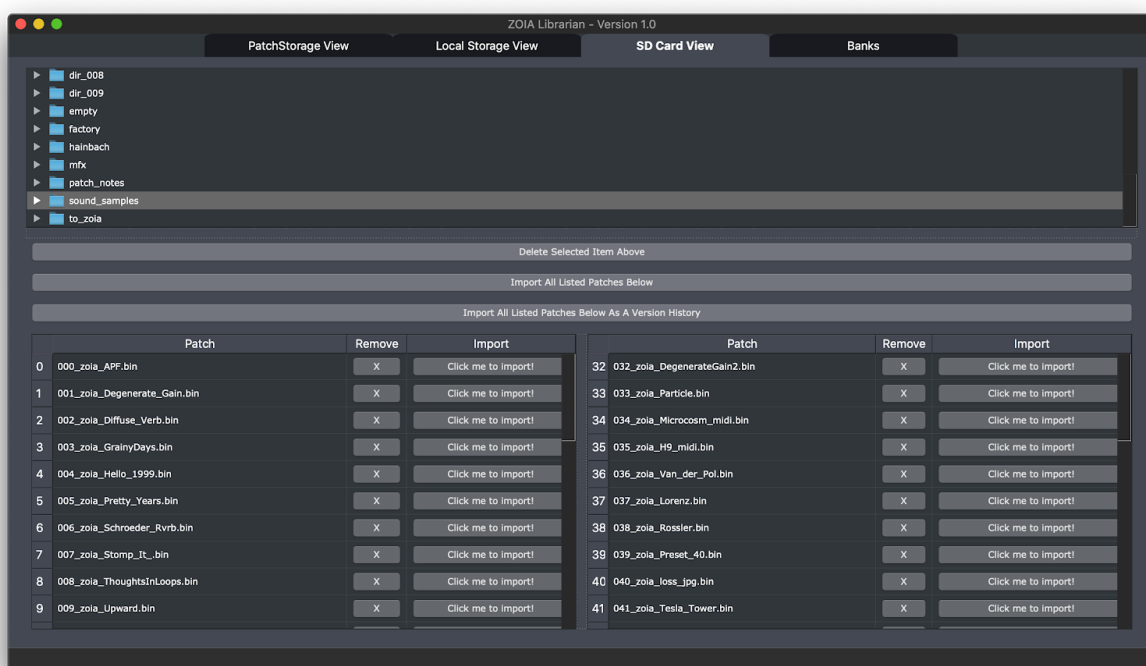 ZOIA Librarian - Version 1.0
PatchStorage View Local Storage View SD Card View Banks
dir_008
dir_009
empty
factory
hainbach
mfx
patch_notes
sound_samples
to_zoia
Delete Selected Item Above
Import All Listed Patches Below
Import All Listed Patches Below As A Version History
Patch Remove Import
0 000_zoia_APF.bin X Click me to import!
1 001_zoia_Degenerate_Gain.bin X Click me to import!
2 002_zoia_Diffuse_Verb.bin X Click me to import!
3 003_zoia_GrainyDays.bin X Click me to import!
4 004_zoia_Hello_1999.bin X Click me to import!
5 005_zoia_Pretty_Years.bin X Click me to import!
6 006_zoia_Schroeder_Rvrb.bin X Click me to import!
7 007_zoia_Stomp_It_.bin X Click me to import!
8 008_zoia_ThoughtsInLoops.bin X Click me to import!
9 009_zoia_Upward.bin X Click me to import!
Patch Remove Import
32 032_zoia_DegenerateGain2.bin X Click me to import!
33 033_zoia_Particle.bin X Click me to import!
34 034_zoia_Microcosm_midi.bin X Click me to import!
35 035_zoia_H9_midi.bin X Click me to import!
36 036_zoia_Van_der_Pol.bin X Click me to import!
37 037_zoia_Lorenz.bin X Click me to import!
38 038_zoia_Rossler.bin X Click me to import!
39 039_zoia_Preset_40.bin X Click me to import!
40 040_zoia_loss_jpg.bin X Click me to import!
41 041_zoia_Tesla_Tower.bin X Click me to import!